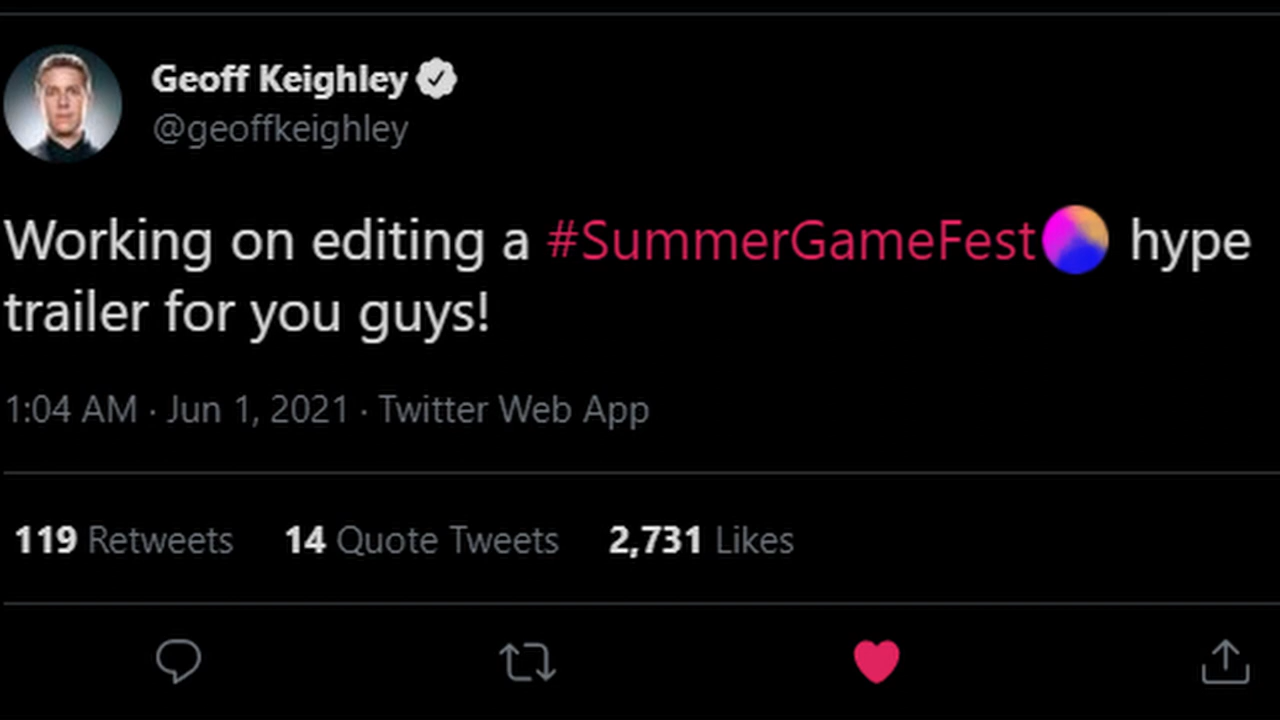 Geoff Keighley
@geoffkeighley
Working on editing a #SummerGameFest hype
trailer for you guys!
1:04 AM · Jun 1, 2021 · Twitter Web App
119 Retweets 14 Quote Tweets 2,731 Likes